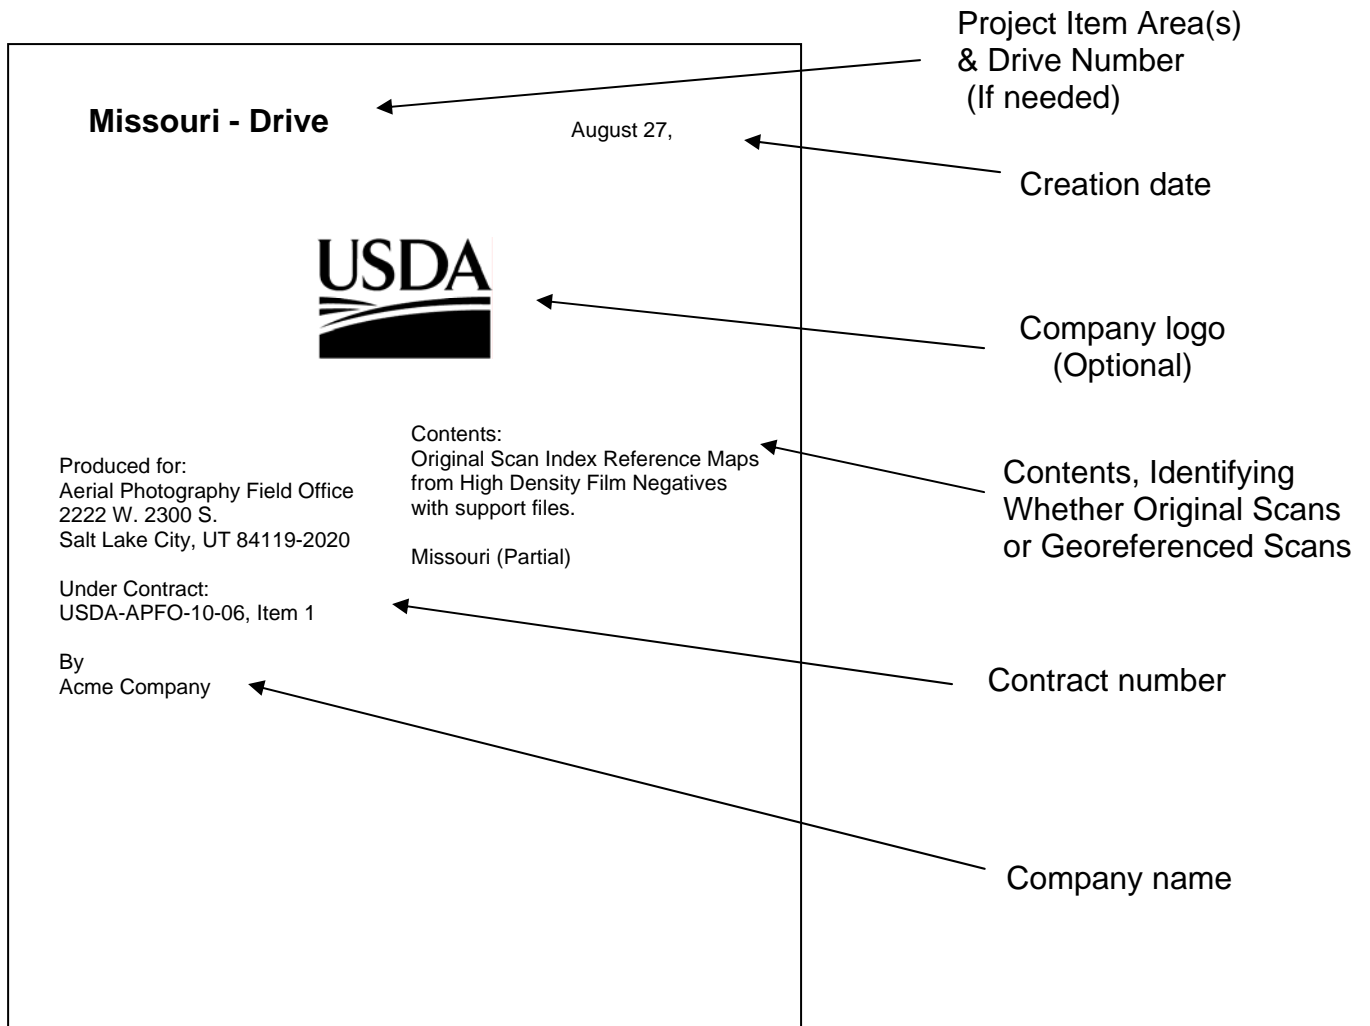 Project Item Area(s)
& Drive Number
(If needed)
Missouri - Drive
August 27,
Creation date
USDA
Company logo
(Optional)
Contents:
Original Scan Index Reference Maps
from High Density Film Negatives
with support files.
Missouri (Partial)
Contents, Identifying
Whether Original Scans
or Georeferenced Scans
Produced for:
Aerial Photography Field Office
2222 W. 2300 S.
Salt Lake City, UT 84119-2020
Under Contract:
USDA-APFO-10-06, Item 1
Contract number
By
Acme Company
Company name